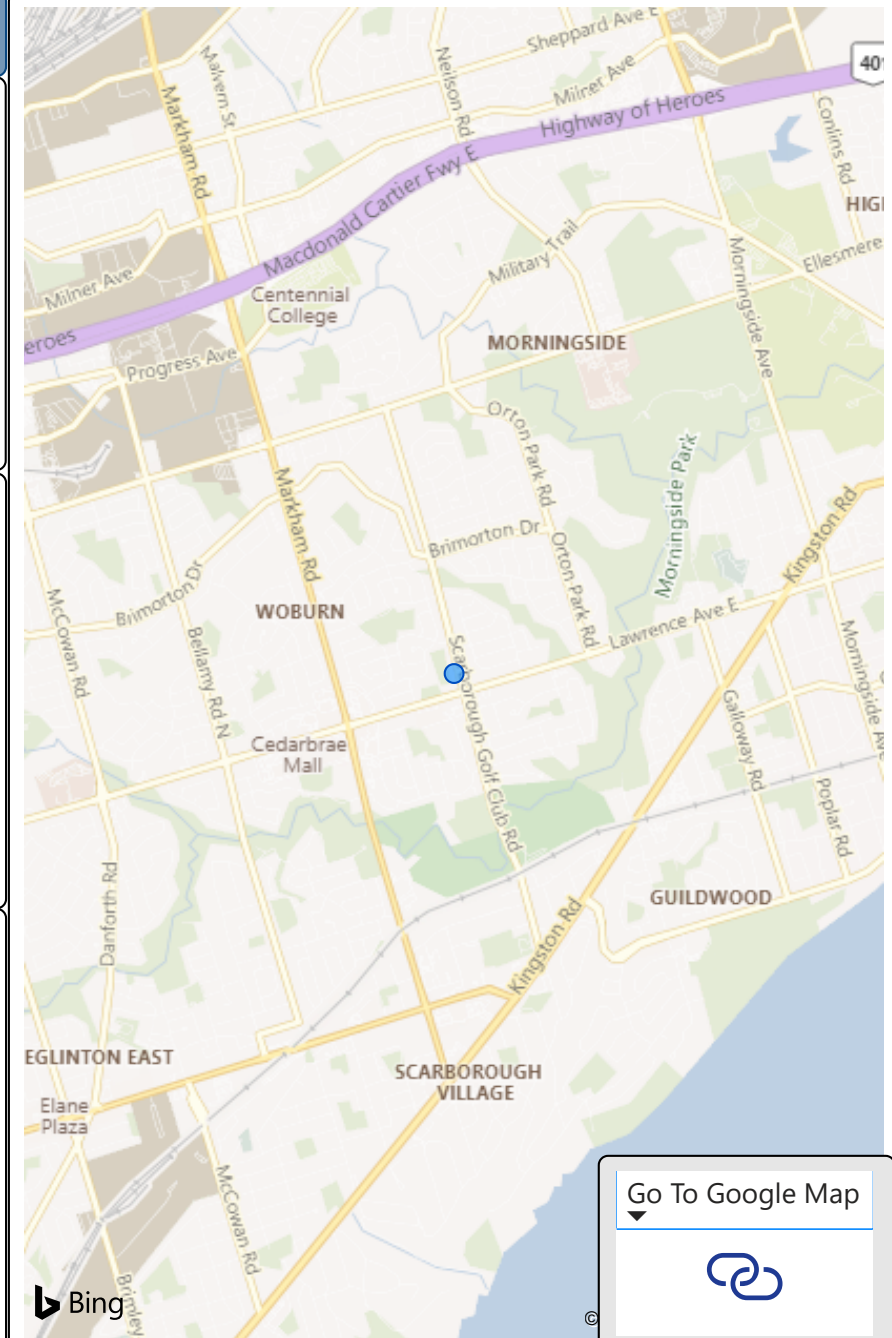 Sheppard Ave E
Malvern St
Neilson Rd
Milner Ave
401
Markham Rd
Highway of Heroes
Conlins Rd
Macdonald Cartier Fwy E
HIGH
Military Trail
Morningside Ave
Ellesmere
Milner Ave
Centennial
College
eroes
MORNINGSIDE
Progress Ave
Orton Park Rd
Morningside Park
Markham Rd
Kingston Rd
Brimorton Dr
Orton Park Rd
Brimorton Dr
McCowan Rd
WOBURN
Lawrence Ave E
Bellamy Rd N
Scarborough Golf Club Rd
Morningside Ave
Galloway Rd
Cedarbrae
Mall
Poplar Rd
Danforth Rd
GUILDWOOD
Kingston Rd
EGLINTON EAST
SCARBOROUGH
VILLAGE
Elane
Plaza
McCowan Rd
Go To Google Map
Brimley
Bing
©